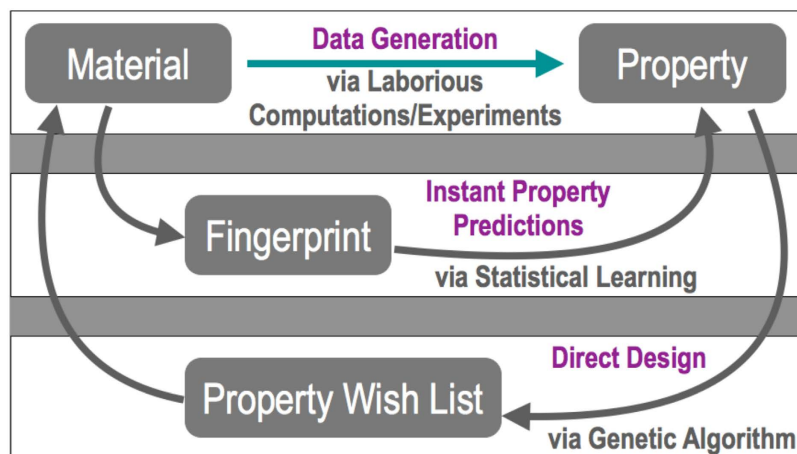 Material
Data Generation
via Laborious
Computations/Experiments
Property
Fingerprint
Instant Property
Predictions
via Statistical Learning
Property Wish List
Direct Design
via Genetic Algorithm